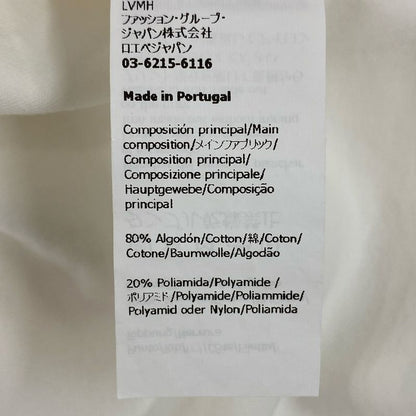 LVMH
ファッション・グループ・
ジャパン株式会社
ロエベジャパン
03-6215-6116
Made in Portugal
Composición principal/Main
composition/メインファブリック/
Composition principal/
Composizione principale/
Hauptgewebe/Composição
principal
80% Algodón/Cotton/綿/Coton/
Cotone/Baumwolle/Algodão
20% Poliamida/Polyamide /
ポリアミド/Polyamide/Poliammide/
Polyamid oder Nylon/Poliamida